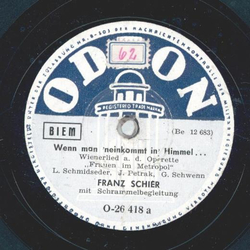 NACHRICHTENKONTROLLE
62
ODEON
REGISTERED TRADE MARK
BIEM
(Be 12 683)
Wenn man 'neinkommt in' Himmel...
Wienerlied a. d. Operette
„Frauen im Metropol"
L. Schmidseder, J. Petrak, G. Schwenn
FRANZ SCHIER
mit Schrammelbegleitung
O-26 418 a